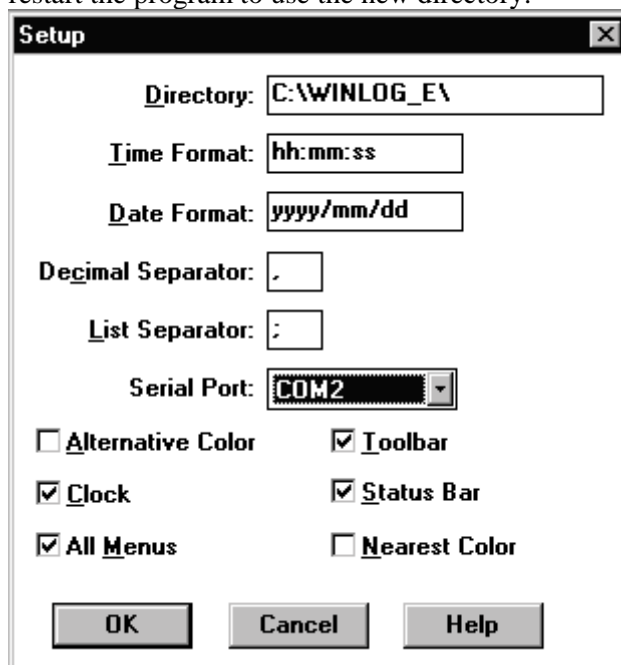 restart the program to use the new directory.
Setup
Directory: C:\WINLOG_E\
Time Format: hh:mm:ss
Date Format: yyyy/mm/dd
Decimal Separator: ,
List Separator: ;
Serial Port: COM2
Alternative Color Toolbar
Clock Status Bar
All Menus Nearest Color
OK Cancel Help